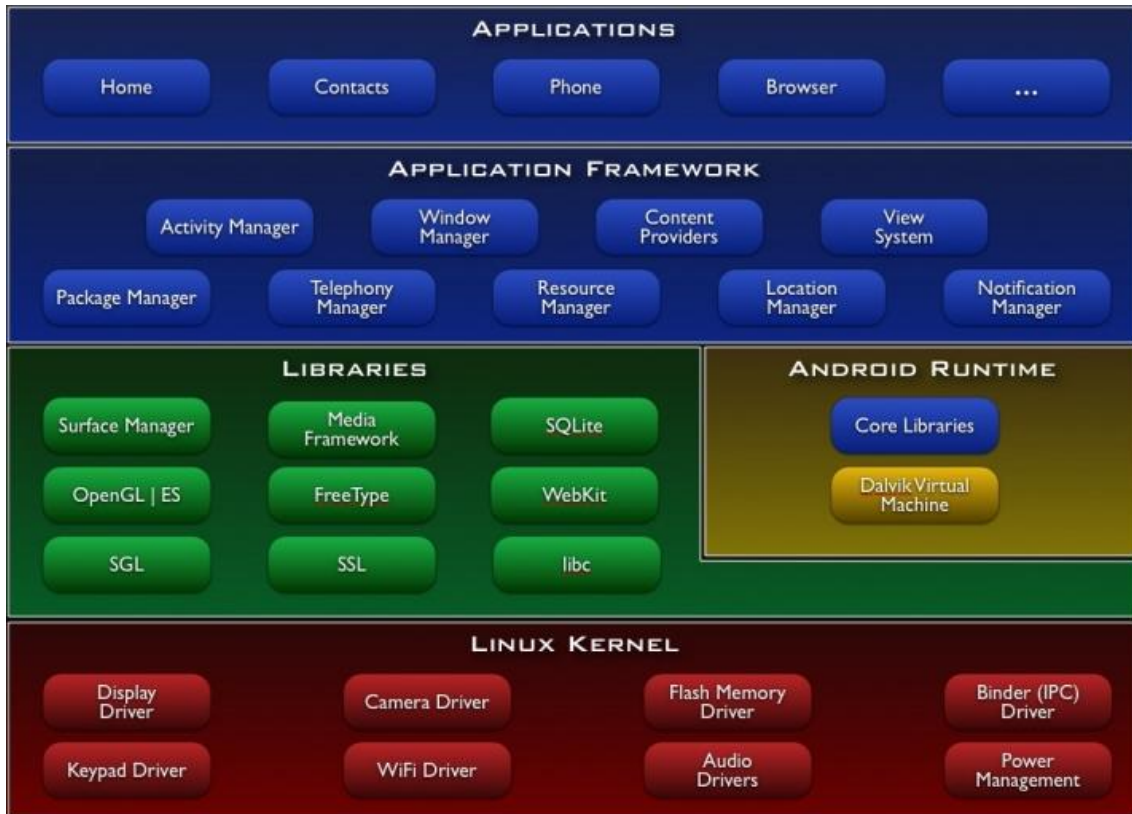 APPLICATIONS
Home
Contacts
Phone
Browser
...
APPLICATION FRAMEWORK
Activity Manager
Window
Manager
Content
Providers
View
System
Package Manager
Telephony
Manager
Resource
Manager
Location
Manager
Notification
Manager
LIBRARIES
Surface Manager
Media
Framework
SQLite
OpenGL | ES
FreeType
WebKit
SGL
SSL
libc
ANDROID RUNTIME
Core Libraries
Dalvik Virtual
Machine
LINUX KERNEL
Display
Driver
Camera Driver
Flash Memory
Driver
Binder (IPC)
Driver
Keypad Driver
WiFi Driver
Audio
Drivers
Power
Management